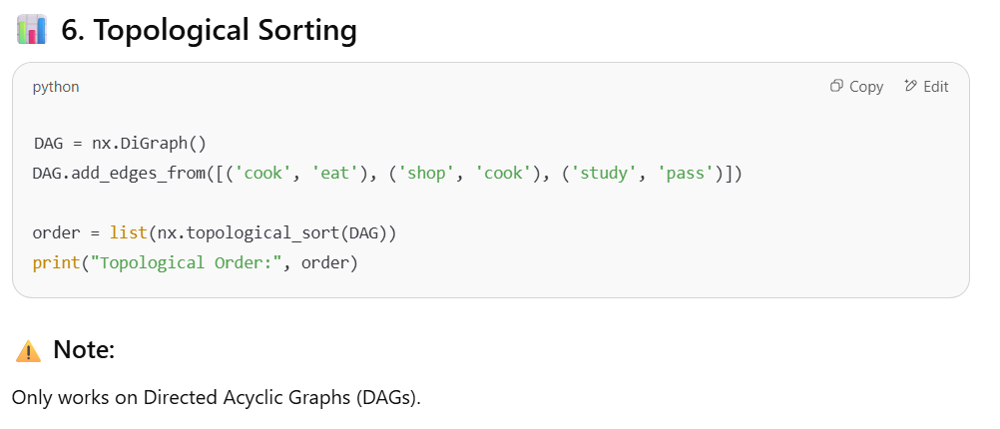 📊 6. Topological Sorting
python
Copy
Edit
DAG = nx.DiGraph()
DAG.add_edges_from([('cook', 'eat'), ('shop', 'cook'), ('study', 'pass')])
order = list(nx.topological_sort(DAG))
print("Topological Order:", order)
⚠️ Note:
Only works on Directed Acyclic Graphs (DAGs).